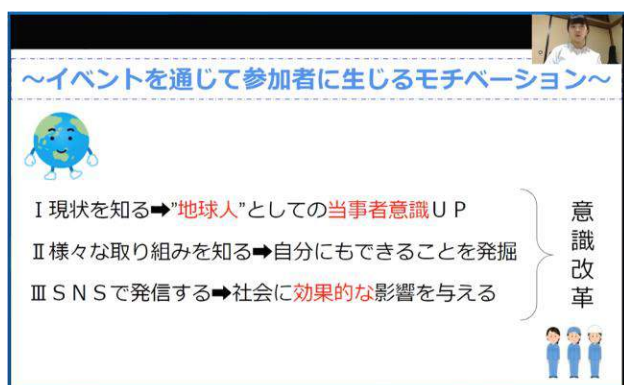 ～イベントを通じて参加者に生じるモチベーション～
Ⅰ現状を知る➡”地球人”としての当事者意識ＵＰ
Ⅱ様々な取り組みを知る➡自分にもできることを発掘
ⅢＳＮＳで発信する➡社会に効果的な影響を与える
意識改革